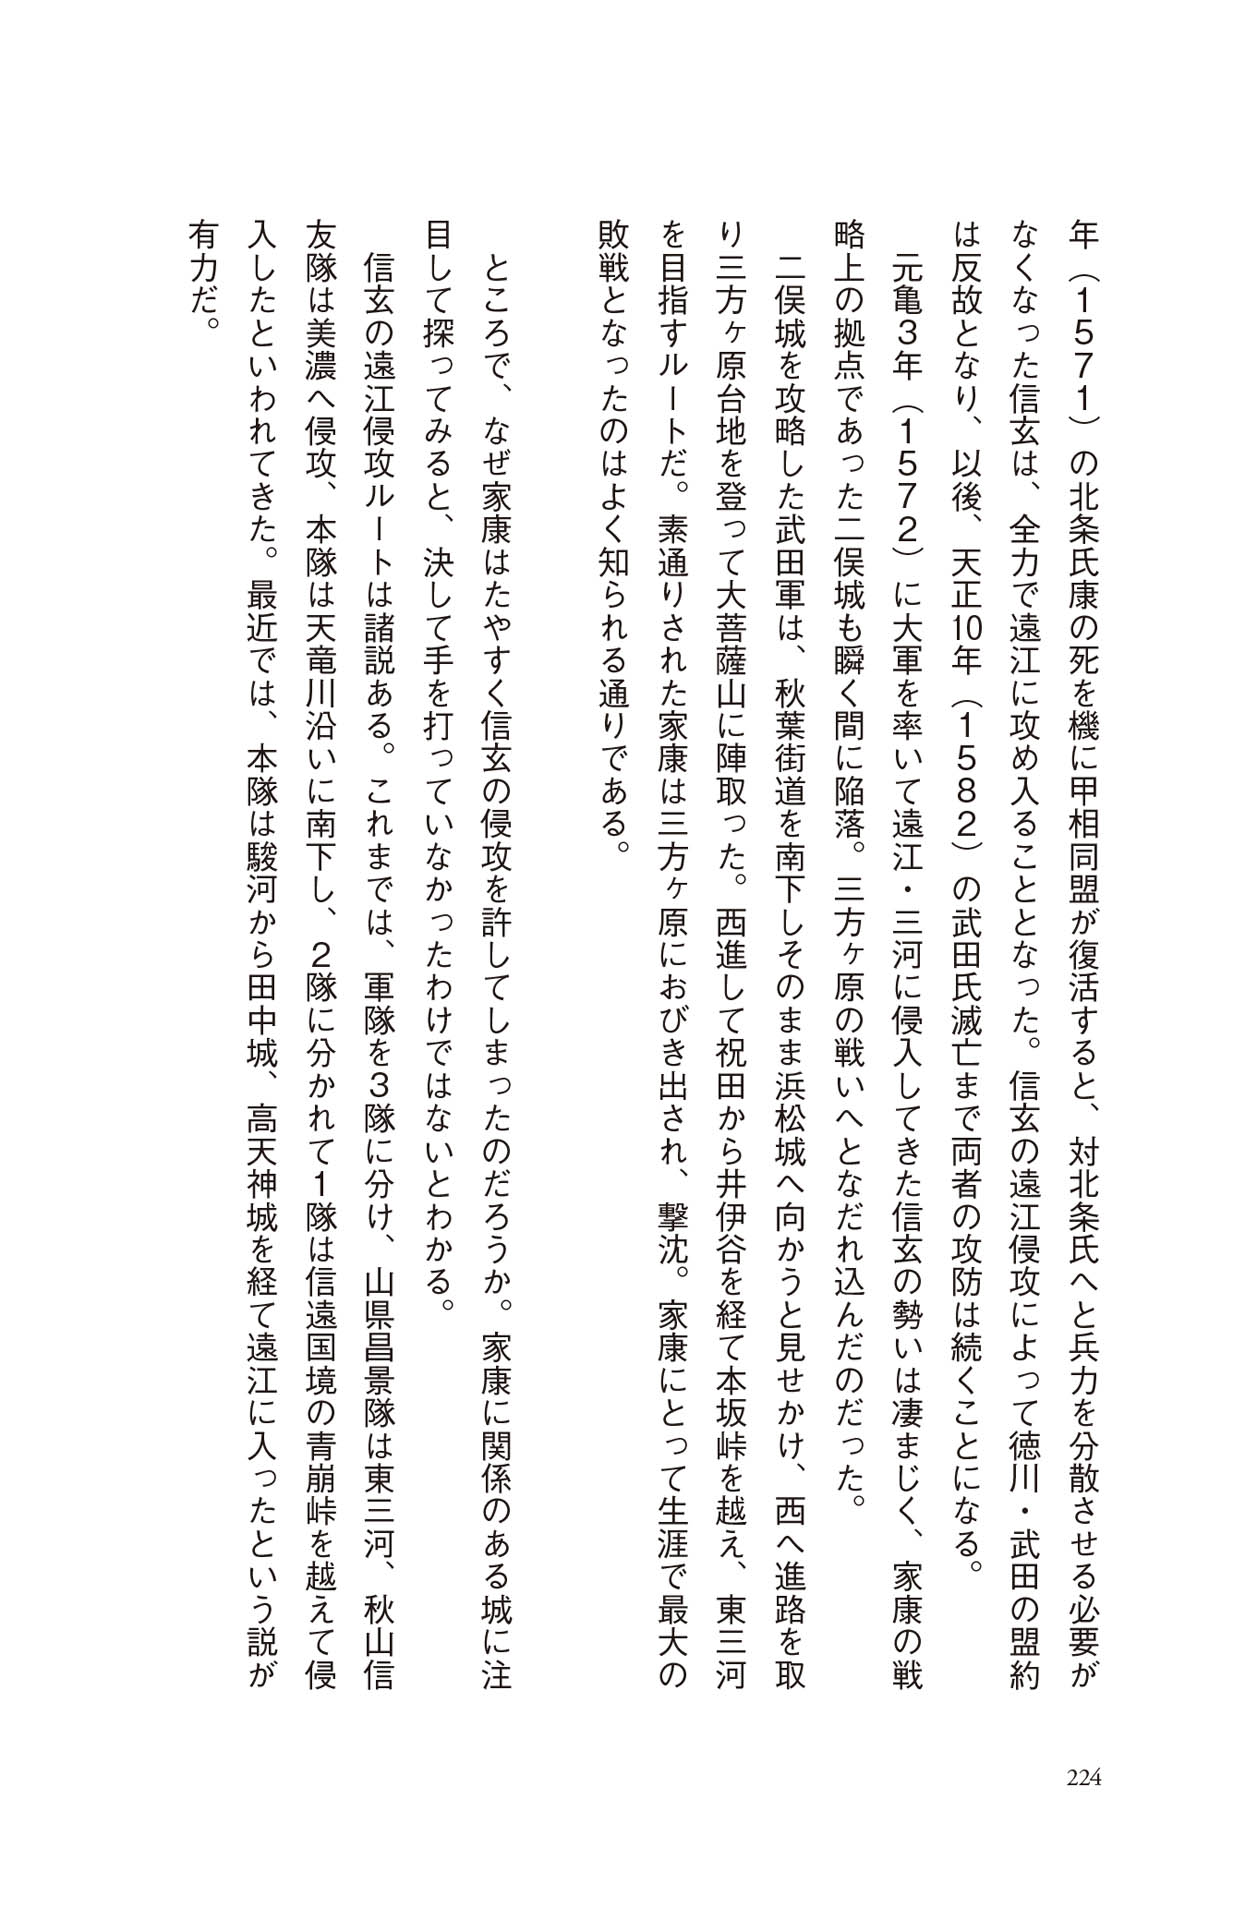 年（１５７１）の北条氏康の死を機に甲相同盟が復活すると、対北条氏へと兵力を分散させる必要が
なくなった信玄は、全力で遠江に攻め入ることとなった。信玄の遠江侵攻によって徳川・武田の盟約
は反故となり、以後、天正10年（１５８２）の武田氏滅亡まで両者の攻防は続くことになる。
元亀３年（１５７２）に大軍を率いて遠江・三河に侵入してきた信玄の勢いは凄まじく、家康の戦
略上の拠点であった二俣城も瞬く間に陥落。三方ヶ原の戦いへとなだれ込んだのだった。
二俣城を攻略した武田軍は、秋葉街道を南下しそのまま浜松城へ向かうと見せかけ、西へ進路を取
り三方ヶ原台地を登って大菩薩山に陣取った。西進して祝田から井伊谷を経て本坂峠を越え、東三河
を目指すルートだ。素通りされた家康は三方ヶ原におびき出され、撃沈。家康にとって生涯で最大の
敗戦となったのはよく知られる通りである。
ところで、なぜ家康はたやすく信玄の侵攻を許してしまったのだろうか。家康に関係のある城に注
目して探ってみると、決して手を打っていなかったわけではないとわかる。
信玄の遠江侵攻ルートは諸説ある。これまでは、軍隊を３隊に分け、山県昌景隊は東三河、秋山信
友隊は美濃へ侵攻、本隊は天竜川沿いに南下し、２隊に分かれて１隊は信遠国境の青崩峠を越えて侵
入したといわれてきた。最近では、本隊は駿河から田中城、高天神城を経て遠江に入ったという説が
有力だ。
224